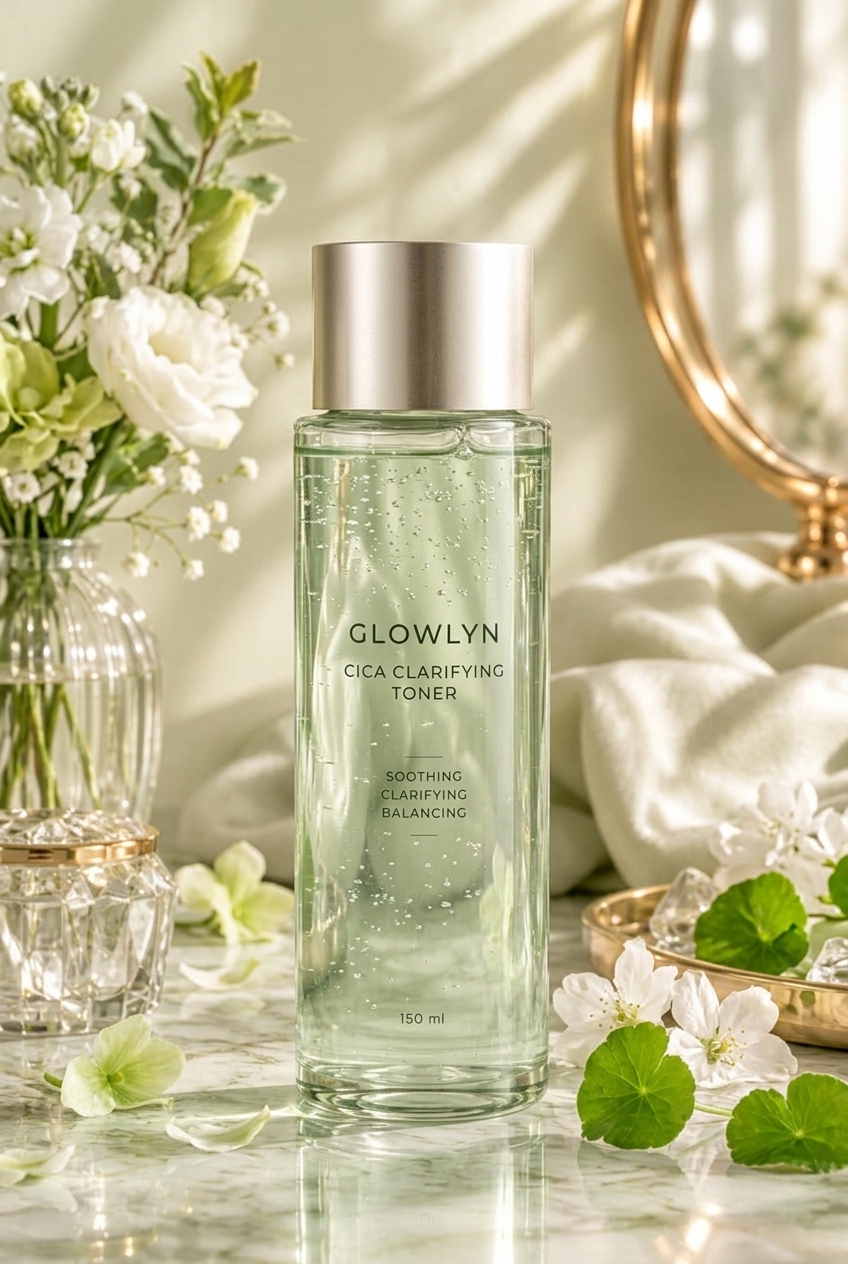 GLOWLYN
CICA CLARIFYING
TONER
SOOTHING
CLARIFYING
BALANCING
150 ml